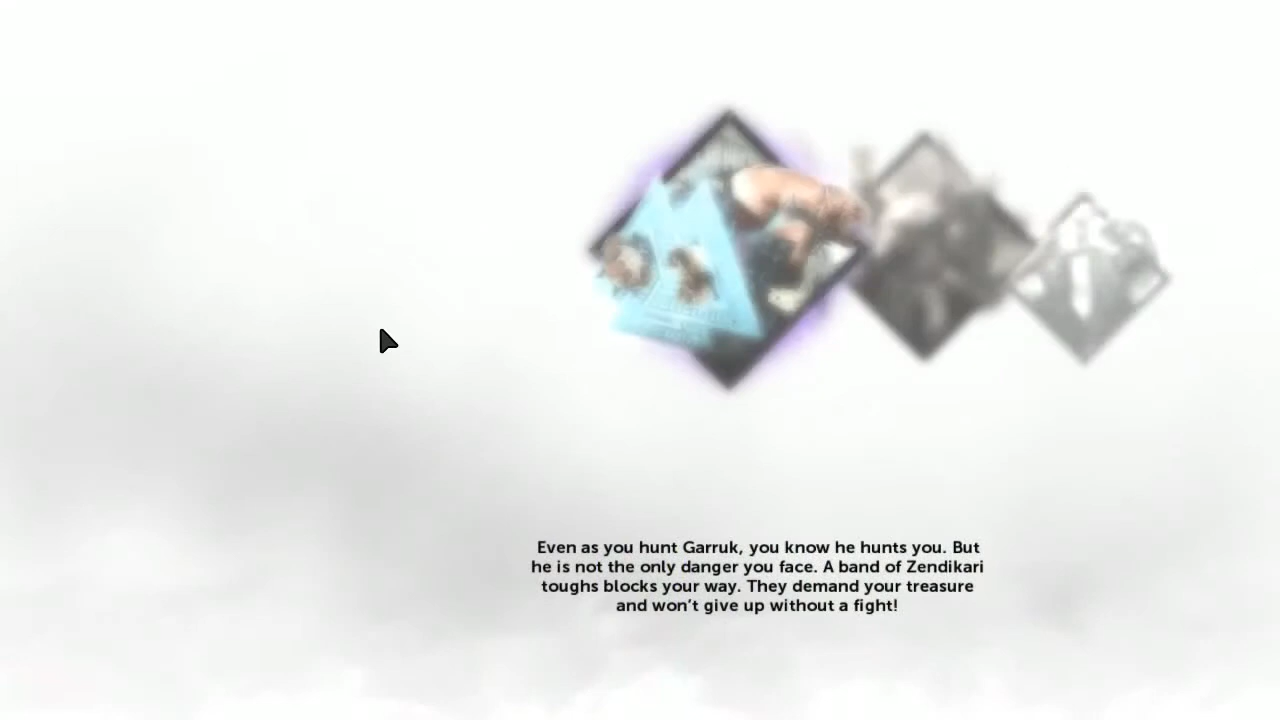 Even as you hunt Garruk, you know he hunts you. But
he is not the only danger you face. A band of Zendikari
toughs blocks your way. They demand your treasure
and won't give up without a fight!